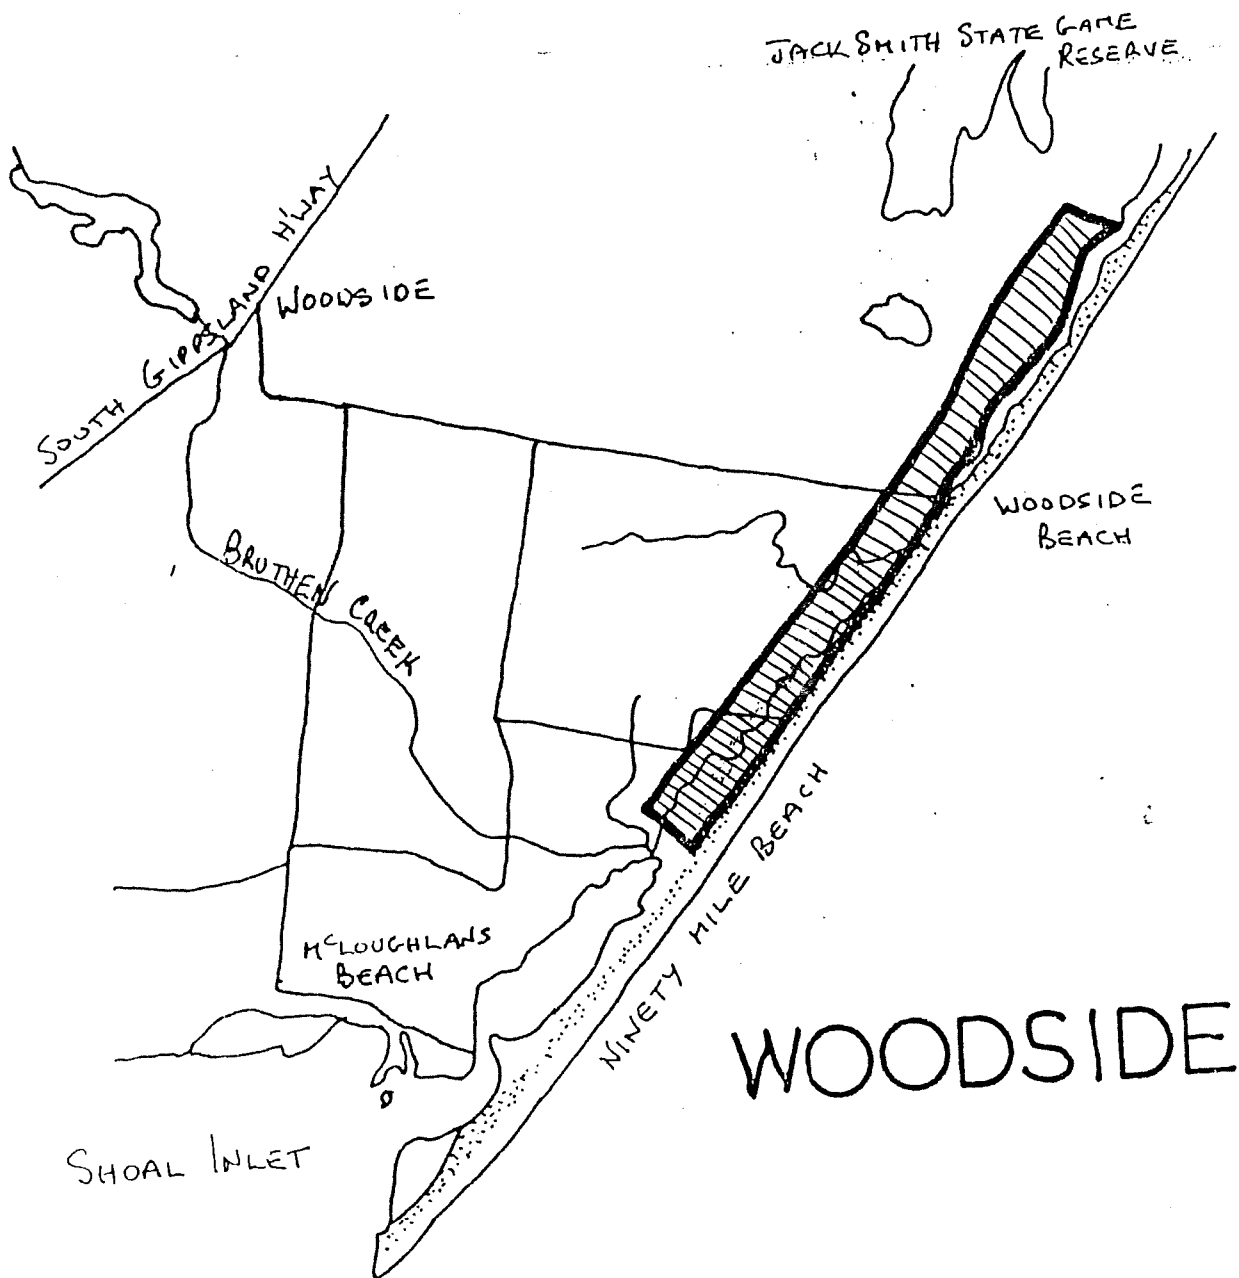 JACK SMITH STATE GAME
RESERVE
SOUTH GIPPSLAND H'WAY
WOODSIDE
WOODSIDE
BEACH
BRUTHEN CREEK
McLOUGHLANS
BEACH
NINETY MILE BEACH
WOODSIDE
SHOAL INLET